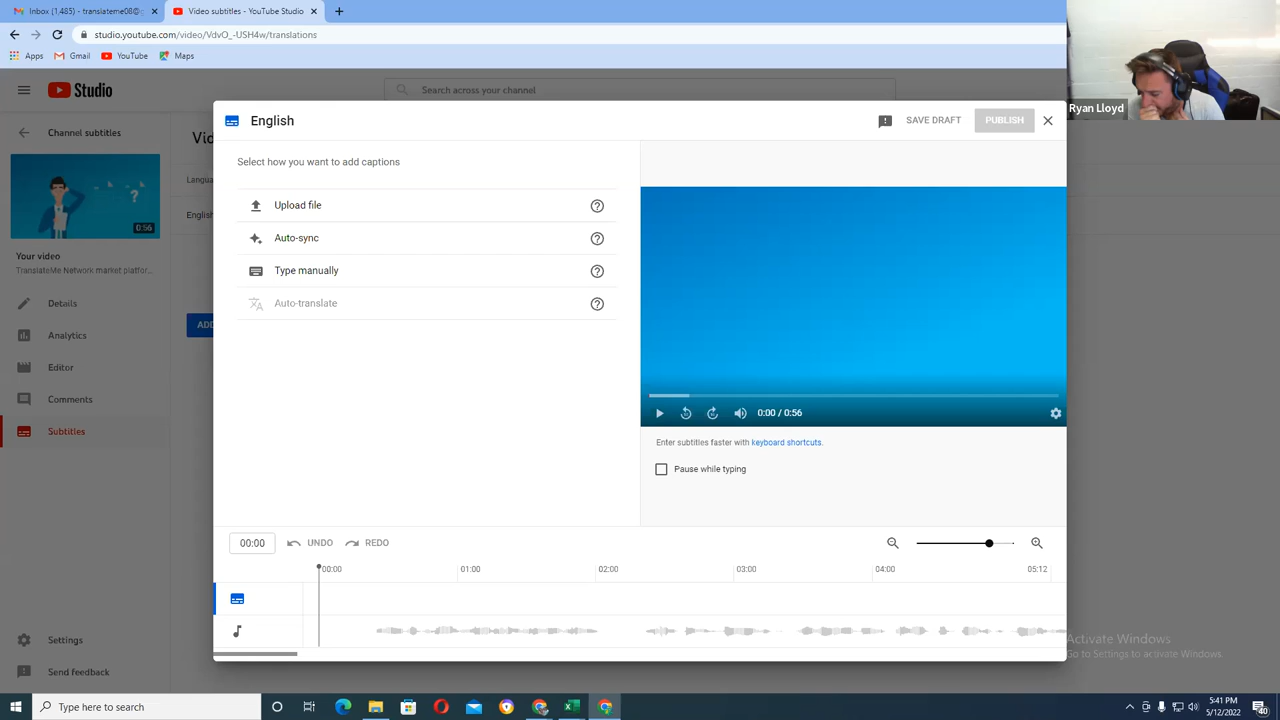 Inbox (1,485) - translateme08@g
Video subtitles - YouTube Studio
studio.youtube.com/video/VdvO_-USH4w/translations
Apps
Gmail
YouTube
Maps
Ryan Lloyd
Studio
Search across your channel
Channel subtitles
0:56
Your video
TranslateMe Network market platfor...
Details
Analytics
Editor
Comments
Subtitles
Settings
Send feedback
Vid
Langua
English
ADD
English
SAVE DRAFT
PUBLISH
Select how you want to add captions
Upload file
Auto-sync
Type manually
Auto-translate
0:00 / 0:56
Enter subtitles faster with keyboard shortcuts.
Pause while typing
00:00
UNDO
REDO
00:00 01:00 02:00 03:00 04:00 05:12
Activate Windows
Go to Settings to activate Windows.
Type here to search
5:41 PM
5/12/2022
40